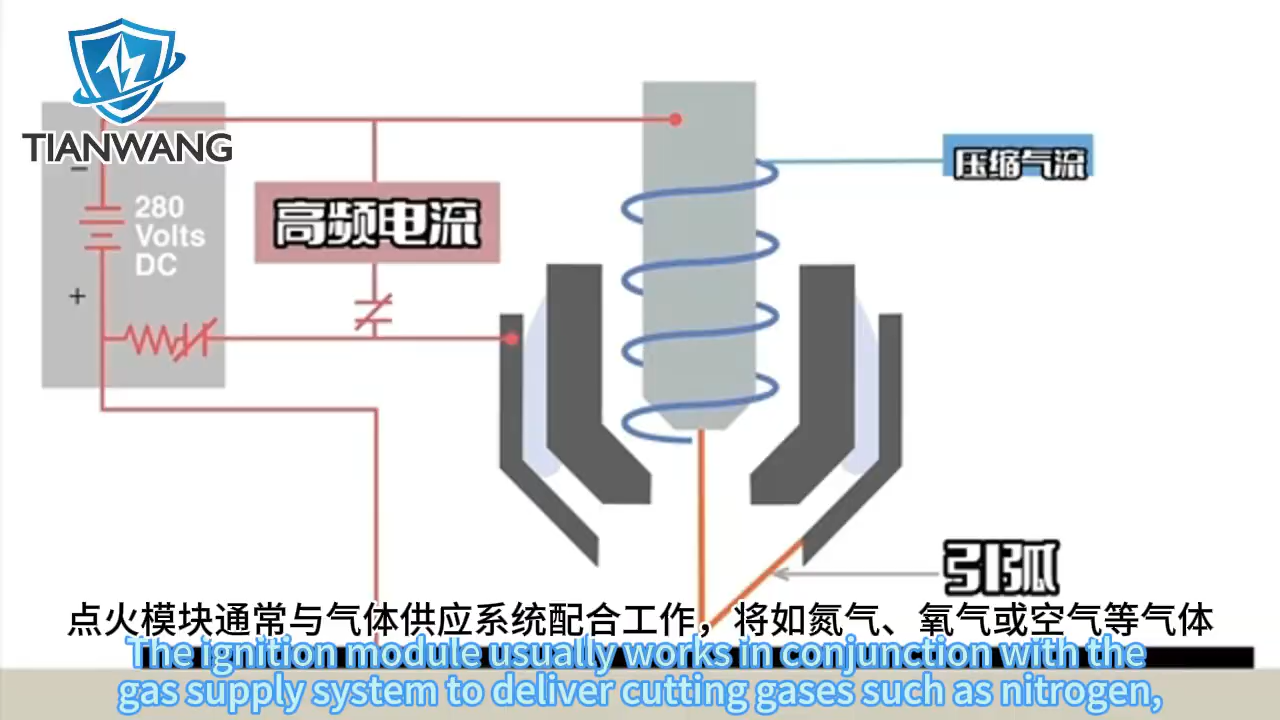 TIANWANG
−
280
Volts
DC
+
高频电流
压缩气流
引弧
点火模块通常与气体供应系统配合工作，将如氮气、氧气或空气等气体
The ignition module usually works in conjunction with the
gas supply system to deliver cutting gases such as nitrogen,